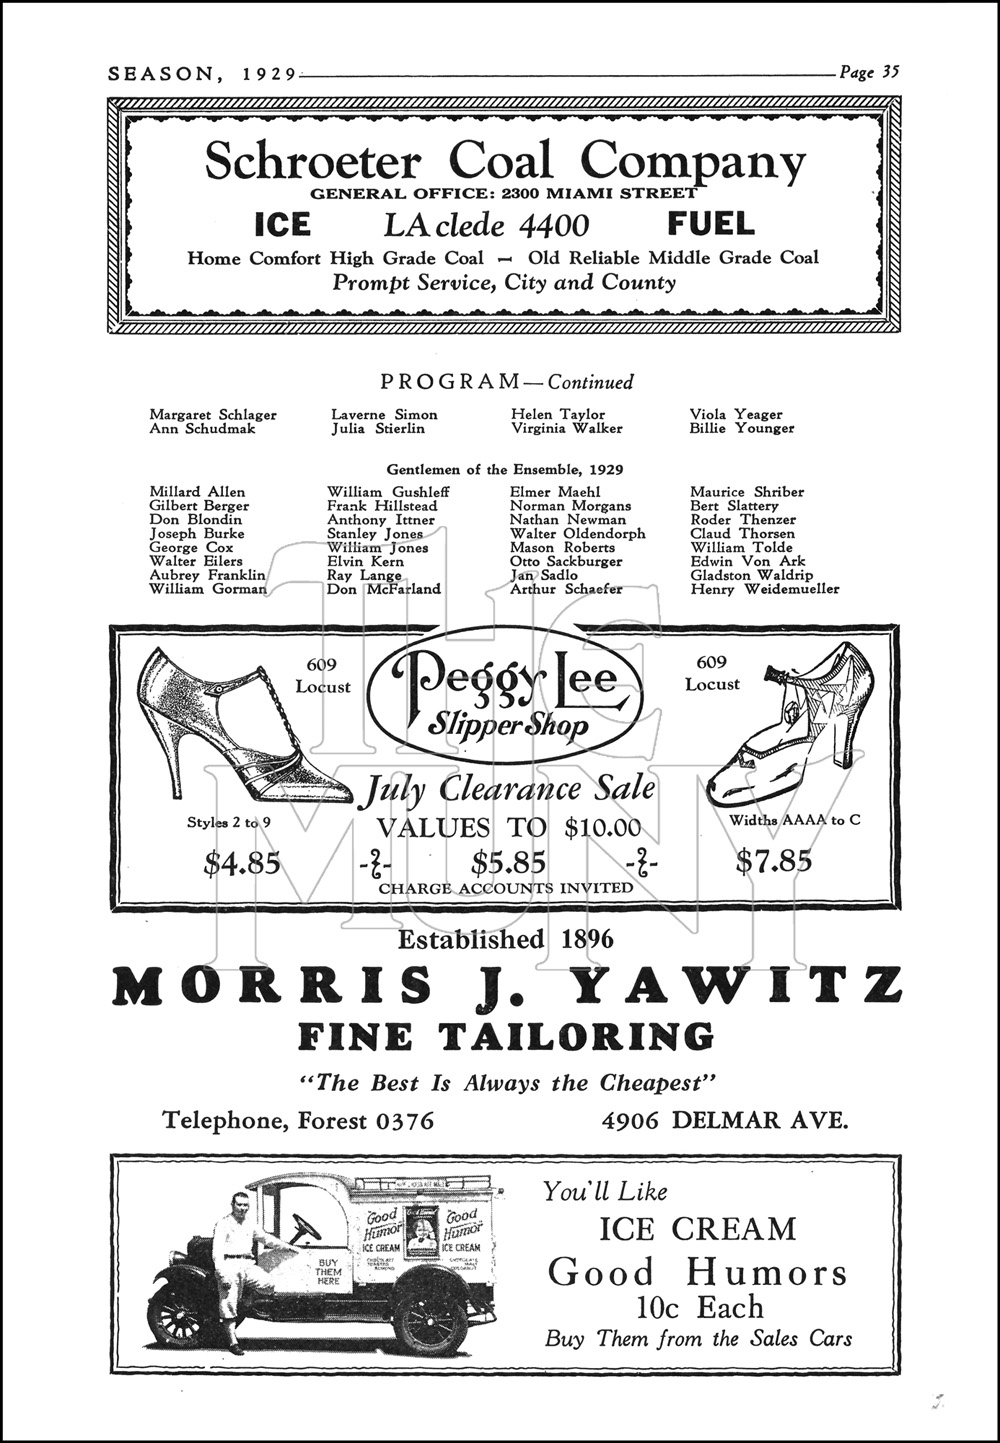 SEASON, 1929 Page 35
Schroeter Coal Company
GENERAL OFFICE: 2300 MIAMI STREET
ICE LAclede 4400 FUEL
Home Comfort High Grade Coal — Old Reliable Middle Grade Coal
Prompt Service, City and County
PROGRAM—Continued
Margaret Schlager Laverne Simon Helen Taylor Viola Yeager
Ann Schudmak Julia Stierlin Virginia Walker Billie Younger
Gentlemen of the Ensemble, 1929
Millard Allen William Gushleff Elmer Maehl Maurice Shriber
Gilbert Berger Frank Hillstead Norman Morgans Bert Slattery
Don Blondin Anthony Ittner Nathan Newman Roder Thenzer
Joseph Burke Stanley Jones Walter Oldendorph Claud Thorsen
George Cox William Jones Mason Roberts William Tolde
Walter Eilers Elvin Kern Otto Sackburger Edwin Von Ark
Aubrey Franklin Ray Lange Jan Sadlo Gladston Waldrip
William Gorman Don McFarland Arthur Schaefer Henry Weidemueller
609 Locust
Peggy Lee
Slipper Shop
609 Locust
July Clearance Sale
Styles 2 to 9 VALUES TO $10.00 Widths AAAA to C
$4.85 $5.85 $7.85
CHARGE ACCOUNTS INVITED
THE
MUNY
Established 1896
MORRIS J. YAWITZ
FINE TAILORING
"The Best Is Always the Cheapest"
Telephone, Forest 0376 4906 DELMAR AVE.
Good Humor ICE CREAM
Good Humor ICE CREAM
BUY THEM HERE
You'll Like
ICE CREAM
Good Humors
10c Each
Buy Them from the Sales Cars